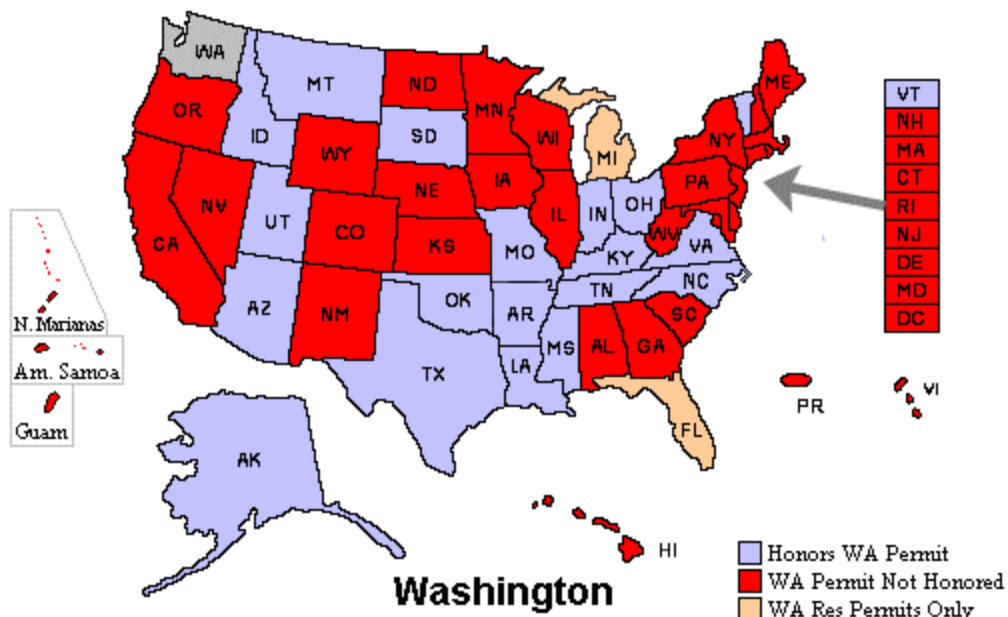 WA
MT
ND
MN
ME
VT
OR
ID
SD
WI
NY
NH
WY
MI
MA
IA
PA
CT
NE
NV
UT
IL
IN
OH
RI
CO
WV
NJ
CA
KS
MO
KY
VA
DE
TN
NC
MD
AZ
OK
AR
SC
DC
NM
N. Marianas
MS
AL
GA
LA
Am. Samoa
TX
VI
PR
Guam
FL
AK
HI
Honors WA Permit
WA Permit Not Honored
WA Res Permits Only
Washington